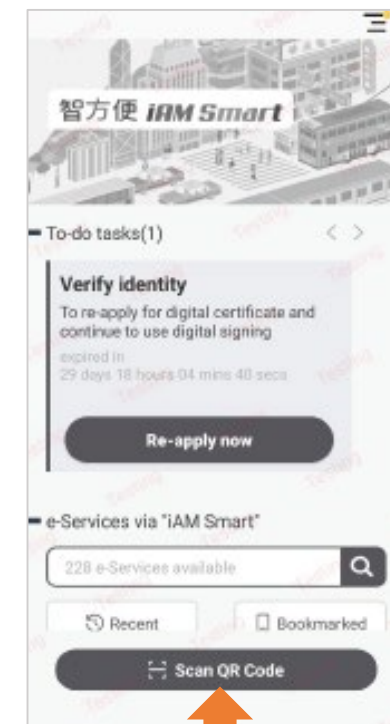 智方便 iAM Smart
To-do tasks(1)
< >
Verify identity
To re-apply for digital certificate and
continue to use digital signing
expired in
29 days 18 hours 04 mins 40 secs
Re-apply now
e-Services via "iAM Smart"
228 e-Services available
Recent
Bookmarked
Scan QR Code
Testing